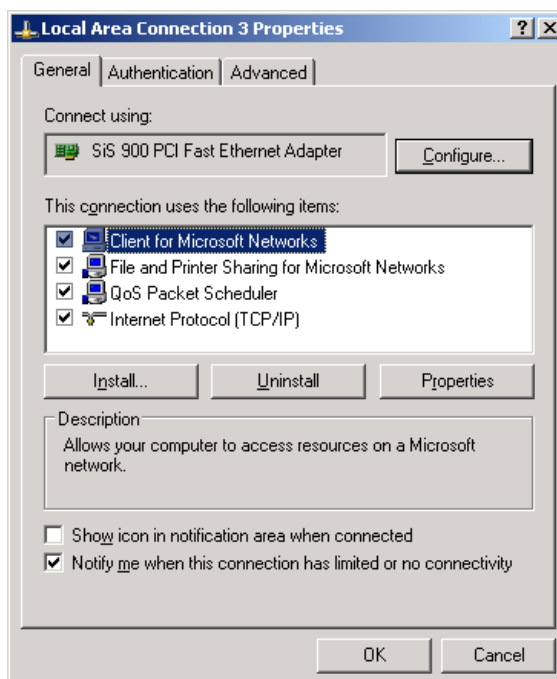 Local Area Connection 3 Properties
General Authentication Advanced
Connect using:
SiS 900 PCI Fast Ethernet Adapter Configure...
This connection uses the following items:
Client for Microsoft Networks
File and Printer Sharing for Microsoft Networks
QoS Packet Scheduler
Internet Protocol (TCP/IP)
Install... Uninstall Properties
Description
Allows your computer to access resources on a Microsoft
network.
Show icon in notification area when connected
Notify me when this connection has limited or no connectivity
OK Cancel